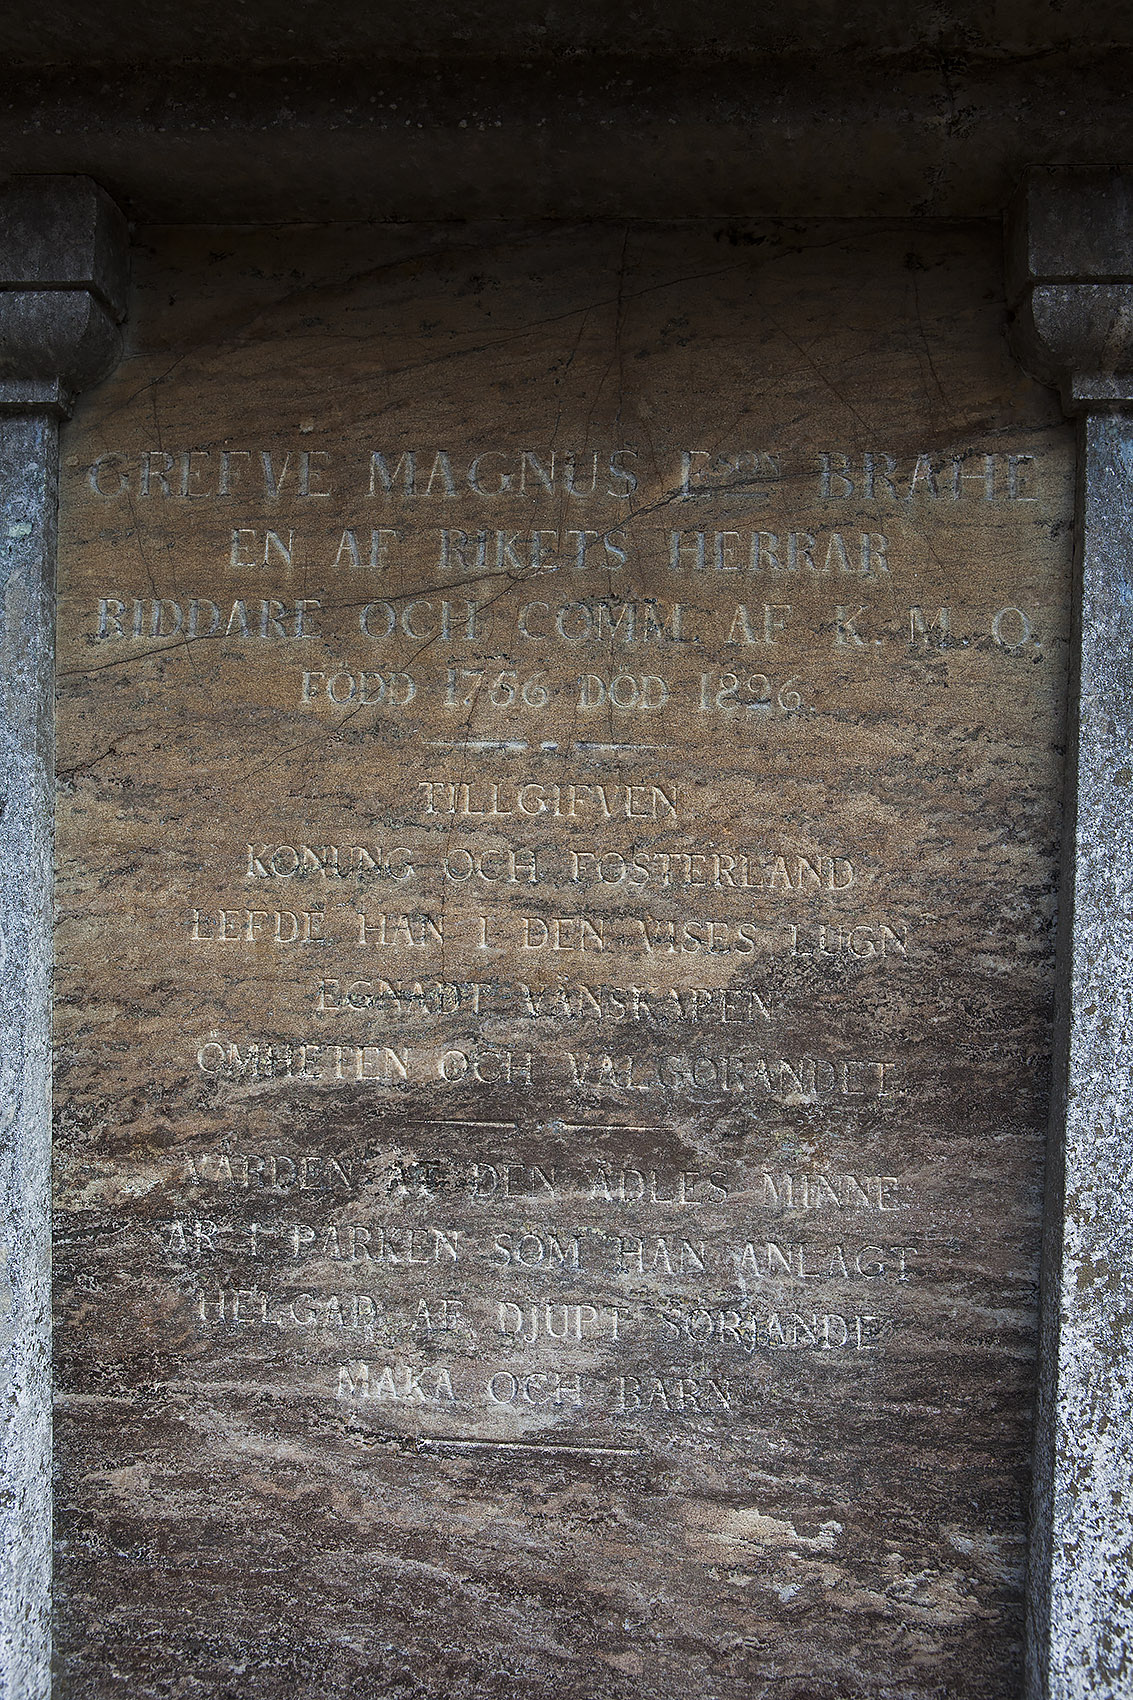 GREFVE MAGNUS F:SON BRAHE
EN AF RIKETS HERRAR
RIDDARE OCH COMM. AF K. M. O.
FÖDD 1756 DÖD 1826
TILLGIFVEN
KONUNG OCH FOSTERLAND
LEFDE HAN I DEN VISES LUGN
EGNADT VÄNSKAPEN
ÖMHETEN OCH VÄLGÖRANDET
VÅRDEN ÅT DEN ÄDLES MINNE
ÄR I PARKEN SOM HAN ANLAGT
HELGAD AF DJUPT SÖRJANDE
MAKA OCH BARN